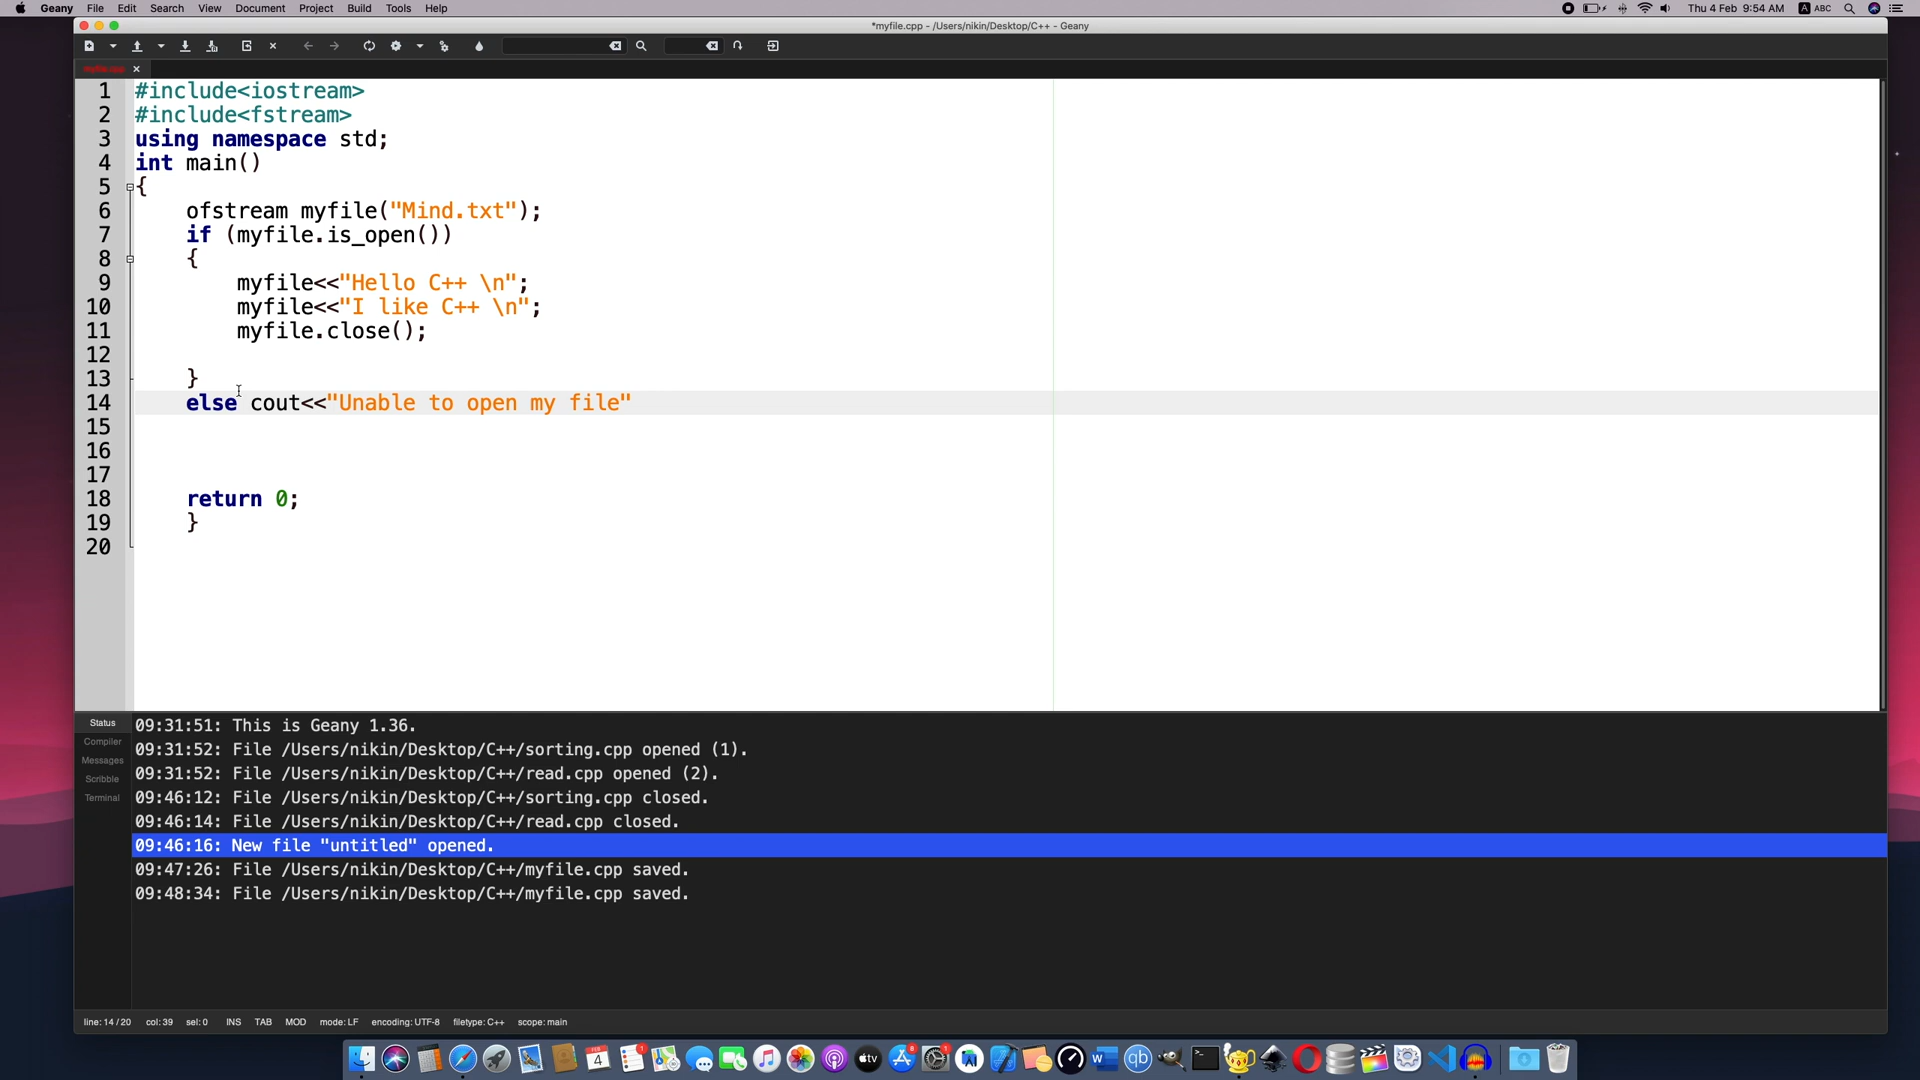 Geany File Edit Search View Document Project Build Tools Help
Thu 4 Feb 9:54 AM A ABC
*myfile.cpp - /Users/nikin/Desktop/C++ - Geany
myfile.cpp
1 #include<iostream>
2 #include<fstream>
3 using namespace std;
4 int main()
5 {
6 ofstream myfile("Mind.txt");
7 if (myfile.is_open())
8 {
9 myfile<<"Hello C++ \n";
10 myfile<<"I like C++ \n";
11 myfile.close();
12
13 }
14 else cout<<"Unable to open my file"
15
16
17
18 return 0;
19 }
20
Status
Compiler
Messages
Scribble
Terminal
09:31:51: This is Geany 1.36.
09:31:52: File /Users/nikin/Desktop/C++/sorting.cpp opened (1).
09:31:52: File /Users/nikin/Desktop/C++/read.cpp opened (2).
09:46:12: File /Users/nikin/Desktop/C++/sorting.cpp closed.
09:46:14: File /Users/nikin/Desktop/C++/read.cpp closed.
09:46:16: New file "untitled" opened.
09:47:26: File /Users/nikin/Desktop/C++/myfile.cpp saved.
09:48:34: File /Users/nikin/Desktop/C++/myfile.cpp saved.
line: 14 / 20 col: 39 sel: 0 INS TAB MOD mode: LF encoding: UTF-8 filetype: C++ scope: main